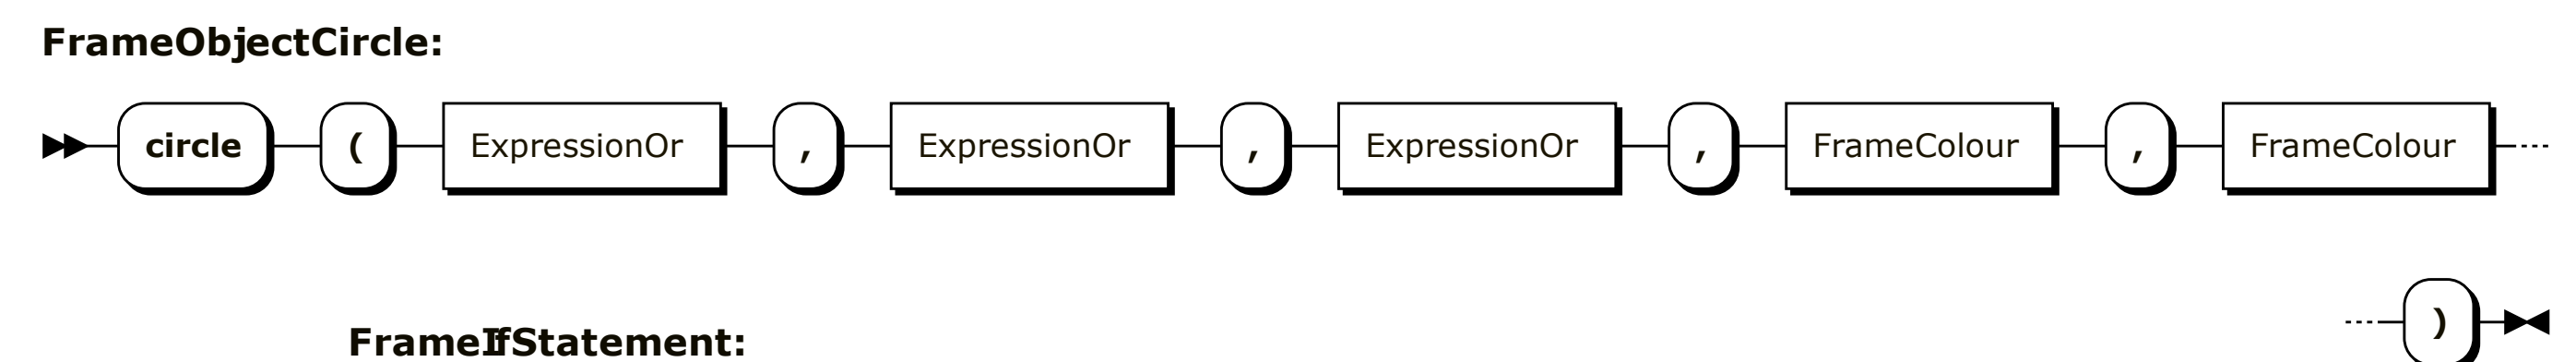 FrameObjectCircle:
circle ( ExpressionOr , ExpressionOr , ExpressionOr , FrameColour , FrameColour
)
FrameIfStatement: